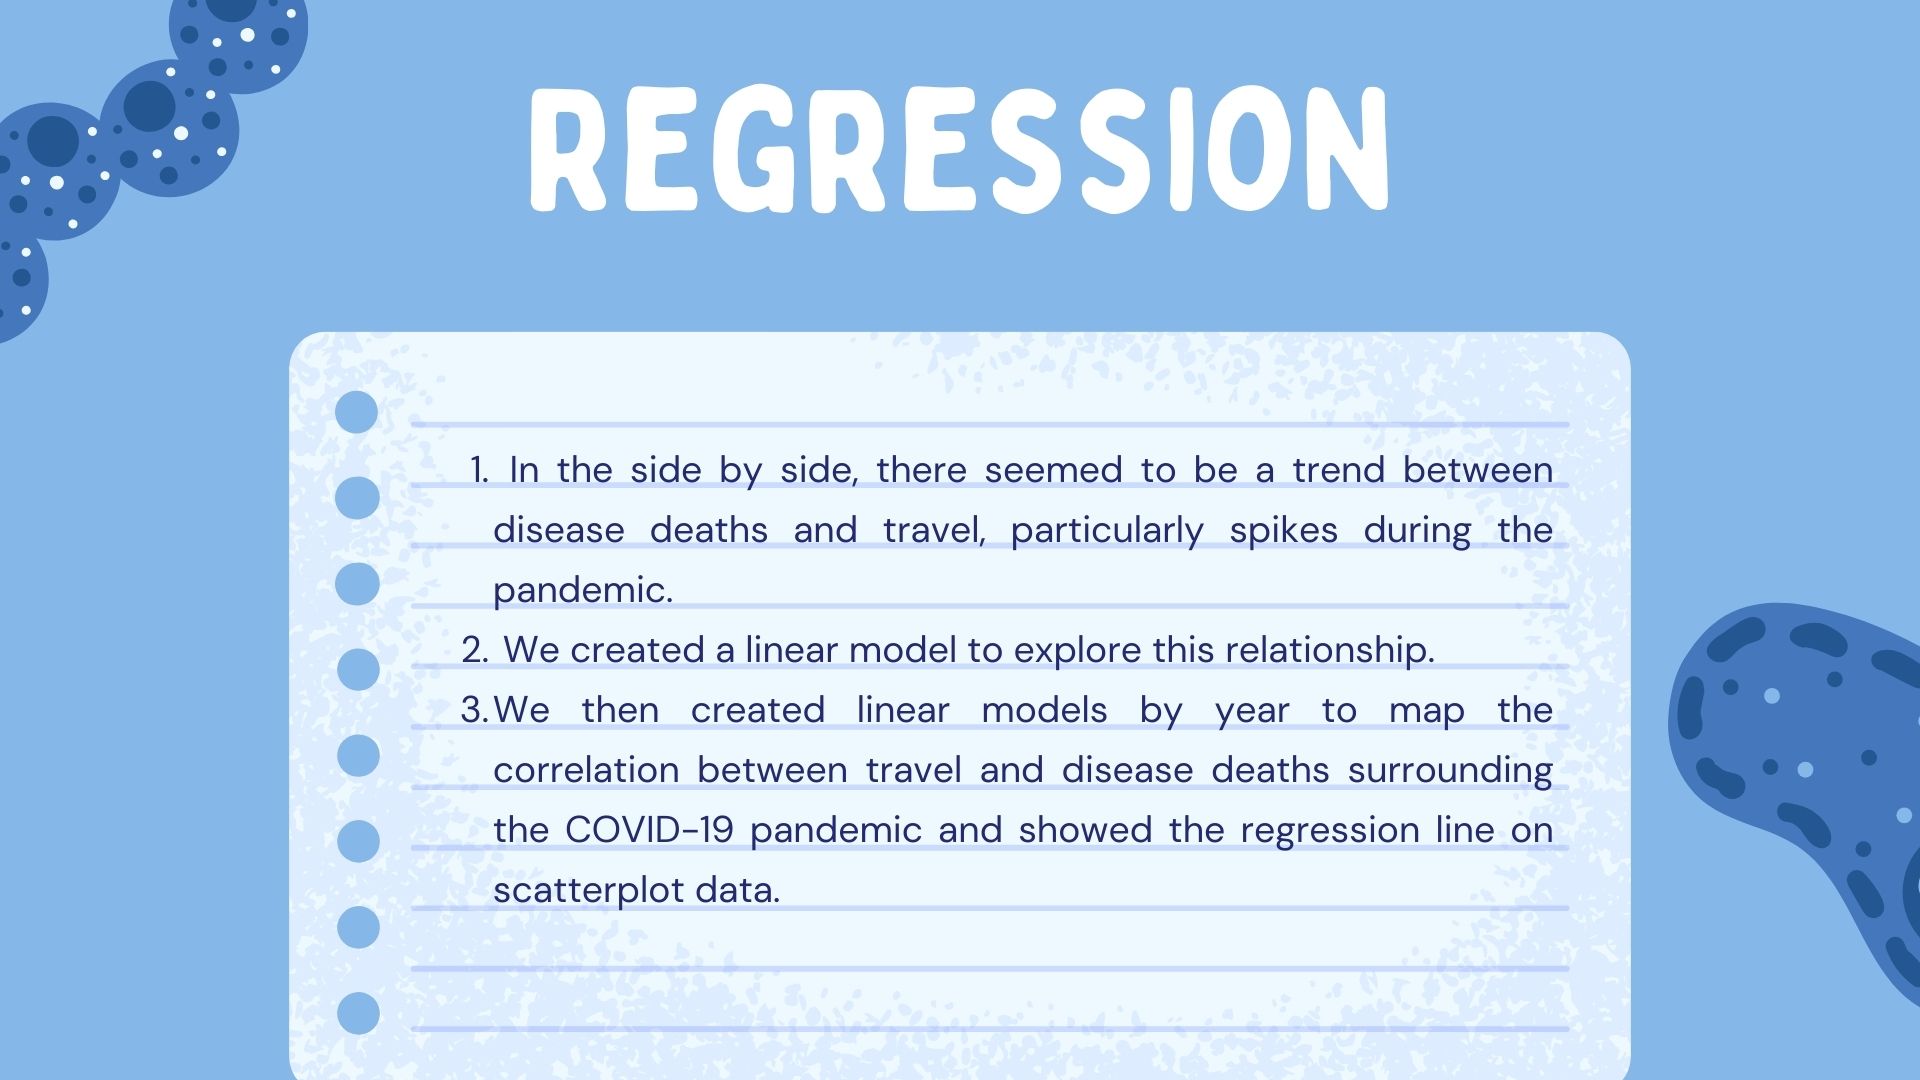 REGRESSION
1. In the side by side, there seemed to be a trend between
disease deaths and travel, particularly spikes during the
pandemic.
2. We created a linear model to explore this relationship.
3. We then created linear models by year to map the
correlation between travel and disease deaths surrounding
the COVID-19 pandemic and showed the regression line on
scatterplot data.